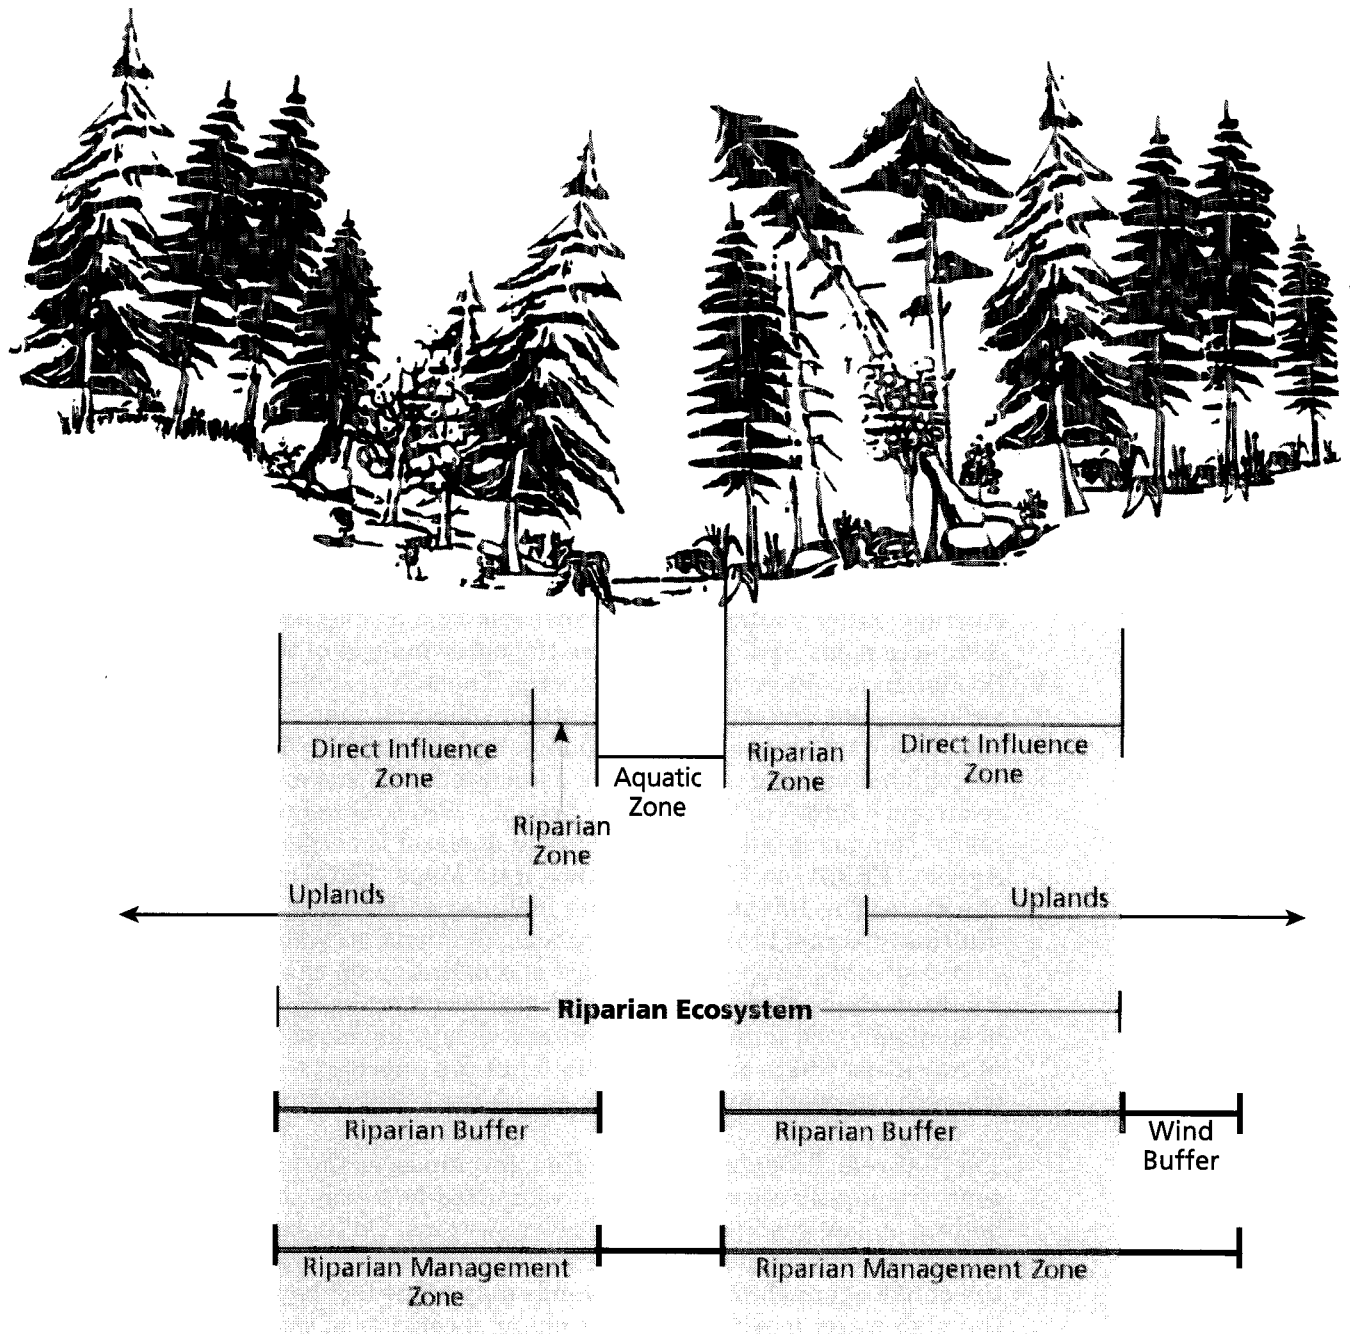 Direct Influence
Zone
Riparian
Zone
Aquatic
Zone
Riparian
Zone
Direct Influence
Zone
Uplands
Uplands
Riparian Ecosystem
Riparian Buffer
Riparian Buffer
Wind
Buffer
Riparian Management
Zone
Riparian Management Zone